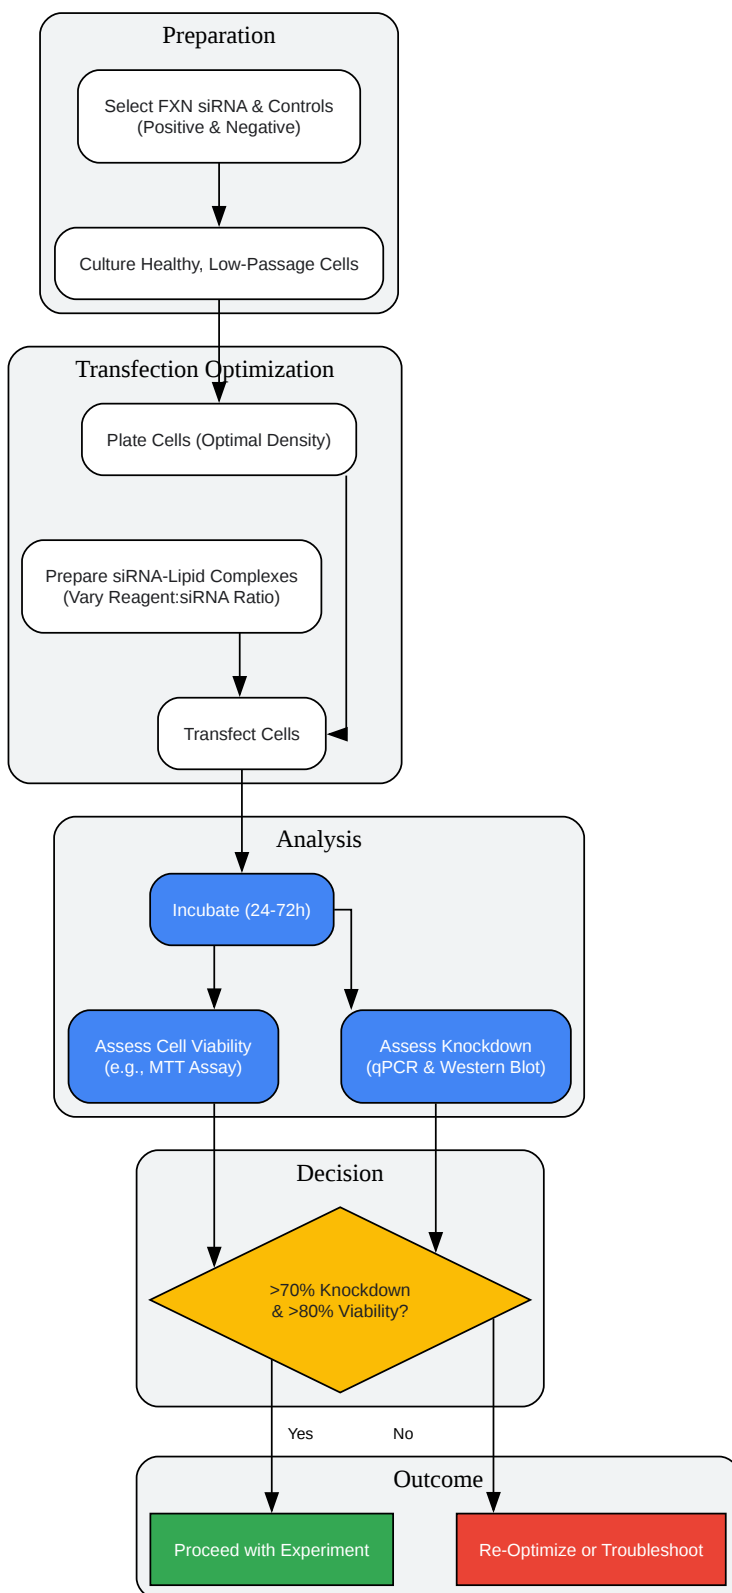 Preparation
Select FXN siRNA & Controls
(Positive & Negative)
Culture Healthy, Low-Passage Cells
Transfection Optimization
Plate Cells (Optimal Density)
Prepare siRNA-Lipid Complexes
(Vary Reagent:siRNA Ratio)
Transfect Cells
Analysis
Incubate (24-72h)
Assess Cell Viability
(e.g., MTT Assay)
Assess Knockdown
(qPCR & Western Blot)
Decision
>70% Knockdown
& >80% Viability?
Yes
No
Outcome
Proceed with Experiment
Re-Optimize or Troubleshoot